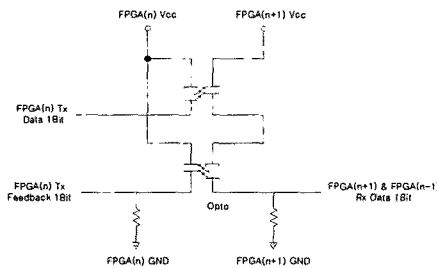 FPGA(n) Vcc
FPGA(n+1) Vcc
FPGA(n) Tx
Data 1Bit
FPGA(n) Tx
Feedback 1Bit
Opto
FPGA(n+1) & FPGA(n-1)
Rx Data 1Bit
FPGA(n) GND
FPGA(n+1) GND